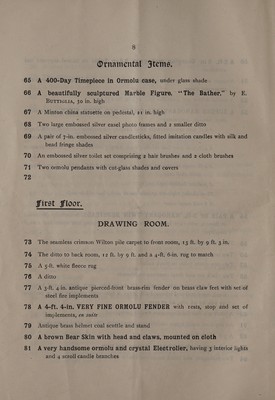 8
Ornamental Items.
65 A 400-Day Timepiece in Ormolu case, under glass shade
66 A beautifully sculptured Marble Figure, "The Bather," by E.
BUTTIGLIA, 30 in. high
67 A Minton china statuette on pedestal, 11 in. high
68 Two large embossed silver easel photo frames and 2 smaller ditto
69 A pair of 7-in. embossed silver candlesticks, fitted imitation candles with silk and
bead fringe shades
70 An embossed silver toilet set comprising 2 hair brushes and 2 cloth brushes
71 Two ormolu pendants with cut-glass shades and covers
72
First Floor.
DRAWING ROOM.
73 The seamless crimson Wilton pile carpet to front room, 13 ft. by 9 ft. 3 in.
74 The ditto to back room, 12 ft. by 9 ft. and a 4-ft. 6-in. rug to match
75 A 5-ft. white fleece rug
76 A ditto
77 A 3-ft. 4-in. antique pierced-front brass-rim fender on brass claw feet with set of
steel fire implements
78 A 4-ft. 4-in. VERY FINE ORMOLU FENDER with vests, stop and set of
implements, en suite
79 Antique brass helmet coal scuttle and stand
80 A brown Bear Skin with head and claws, mounted on cloth
81 A very handsome ormolu and crystal Electrolier, having 3 interior lights
and 4 scroll candle branches